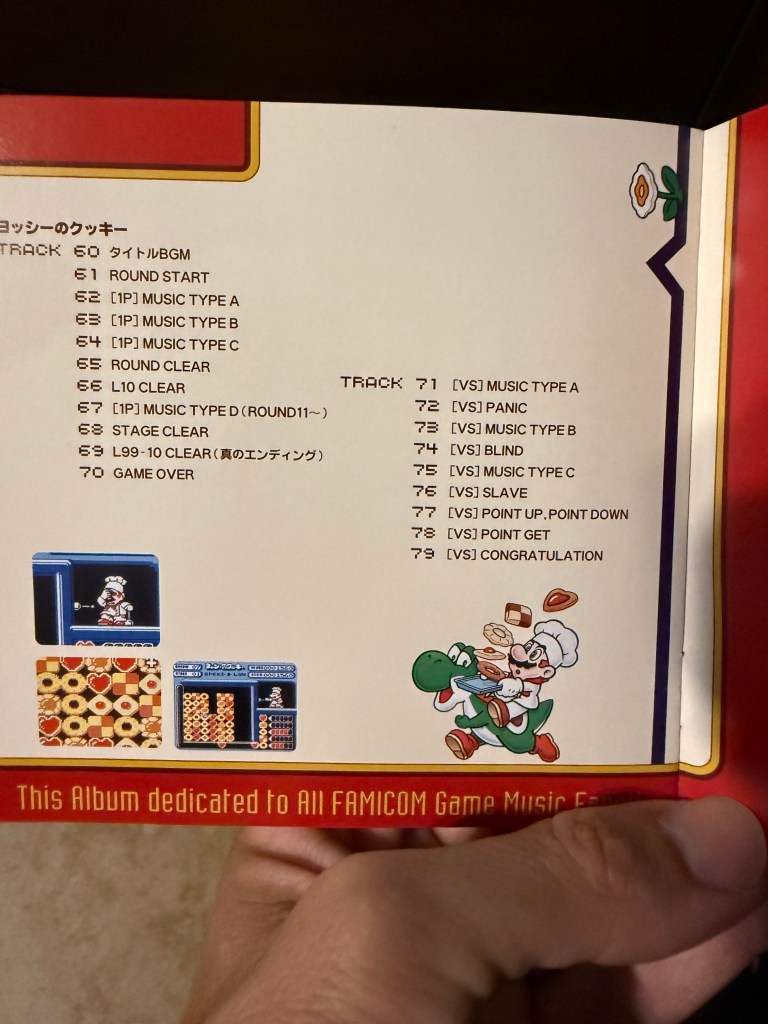 ヨッシーのクッキー
TRACK 60 タイトルBGM
61 ROUND START
62 [1P] MUSIC TYPE A
63 [1P] MUSIC TYPE B
64 [1P] MUSIC TYPE C
65 ROUND CLEAR
66 L10 CLEAR
67 [1P] MUSIC TYPE D (ROUND11〜)
68 STAGE CLEAR
69 L99-10 CLEAR (真のエンディング)
70 GAME OVER
TRACK 71 [VS] MUSIC TYPE A
72 [VS] PANIC
73 [VS] MUSIC TYPE B
74 [VS] BLIND
75 [VS] MUSIC TYPE C
76 [VS] SLAVE
77 [VS] POINT UP, POINT DOWN
78 [VS] POINT GET
79 [VS] CONGRATULATION
This Album dedicated to All FAMICOM Game Music